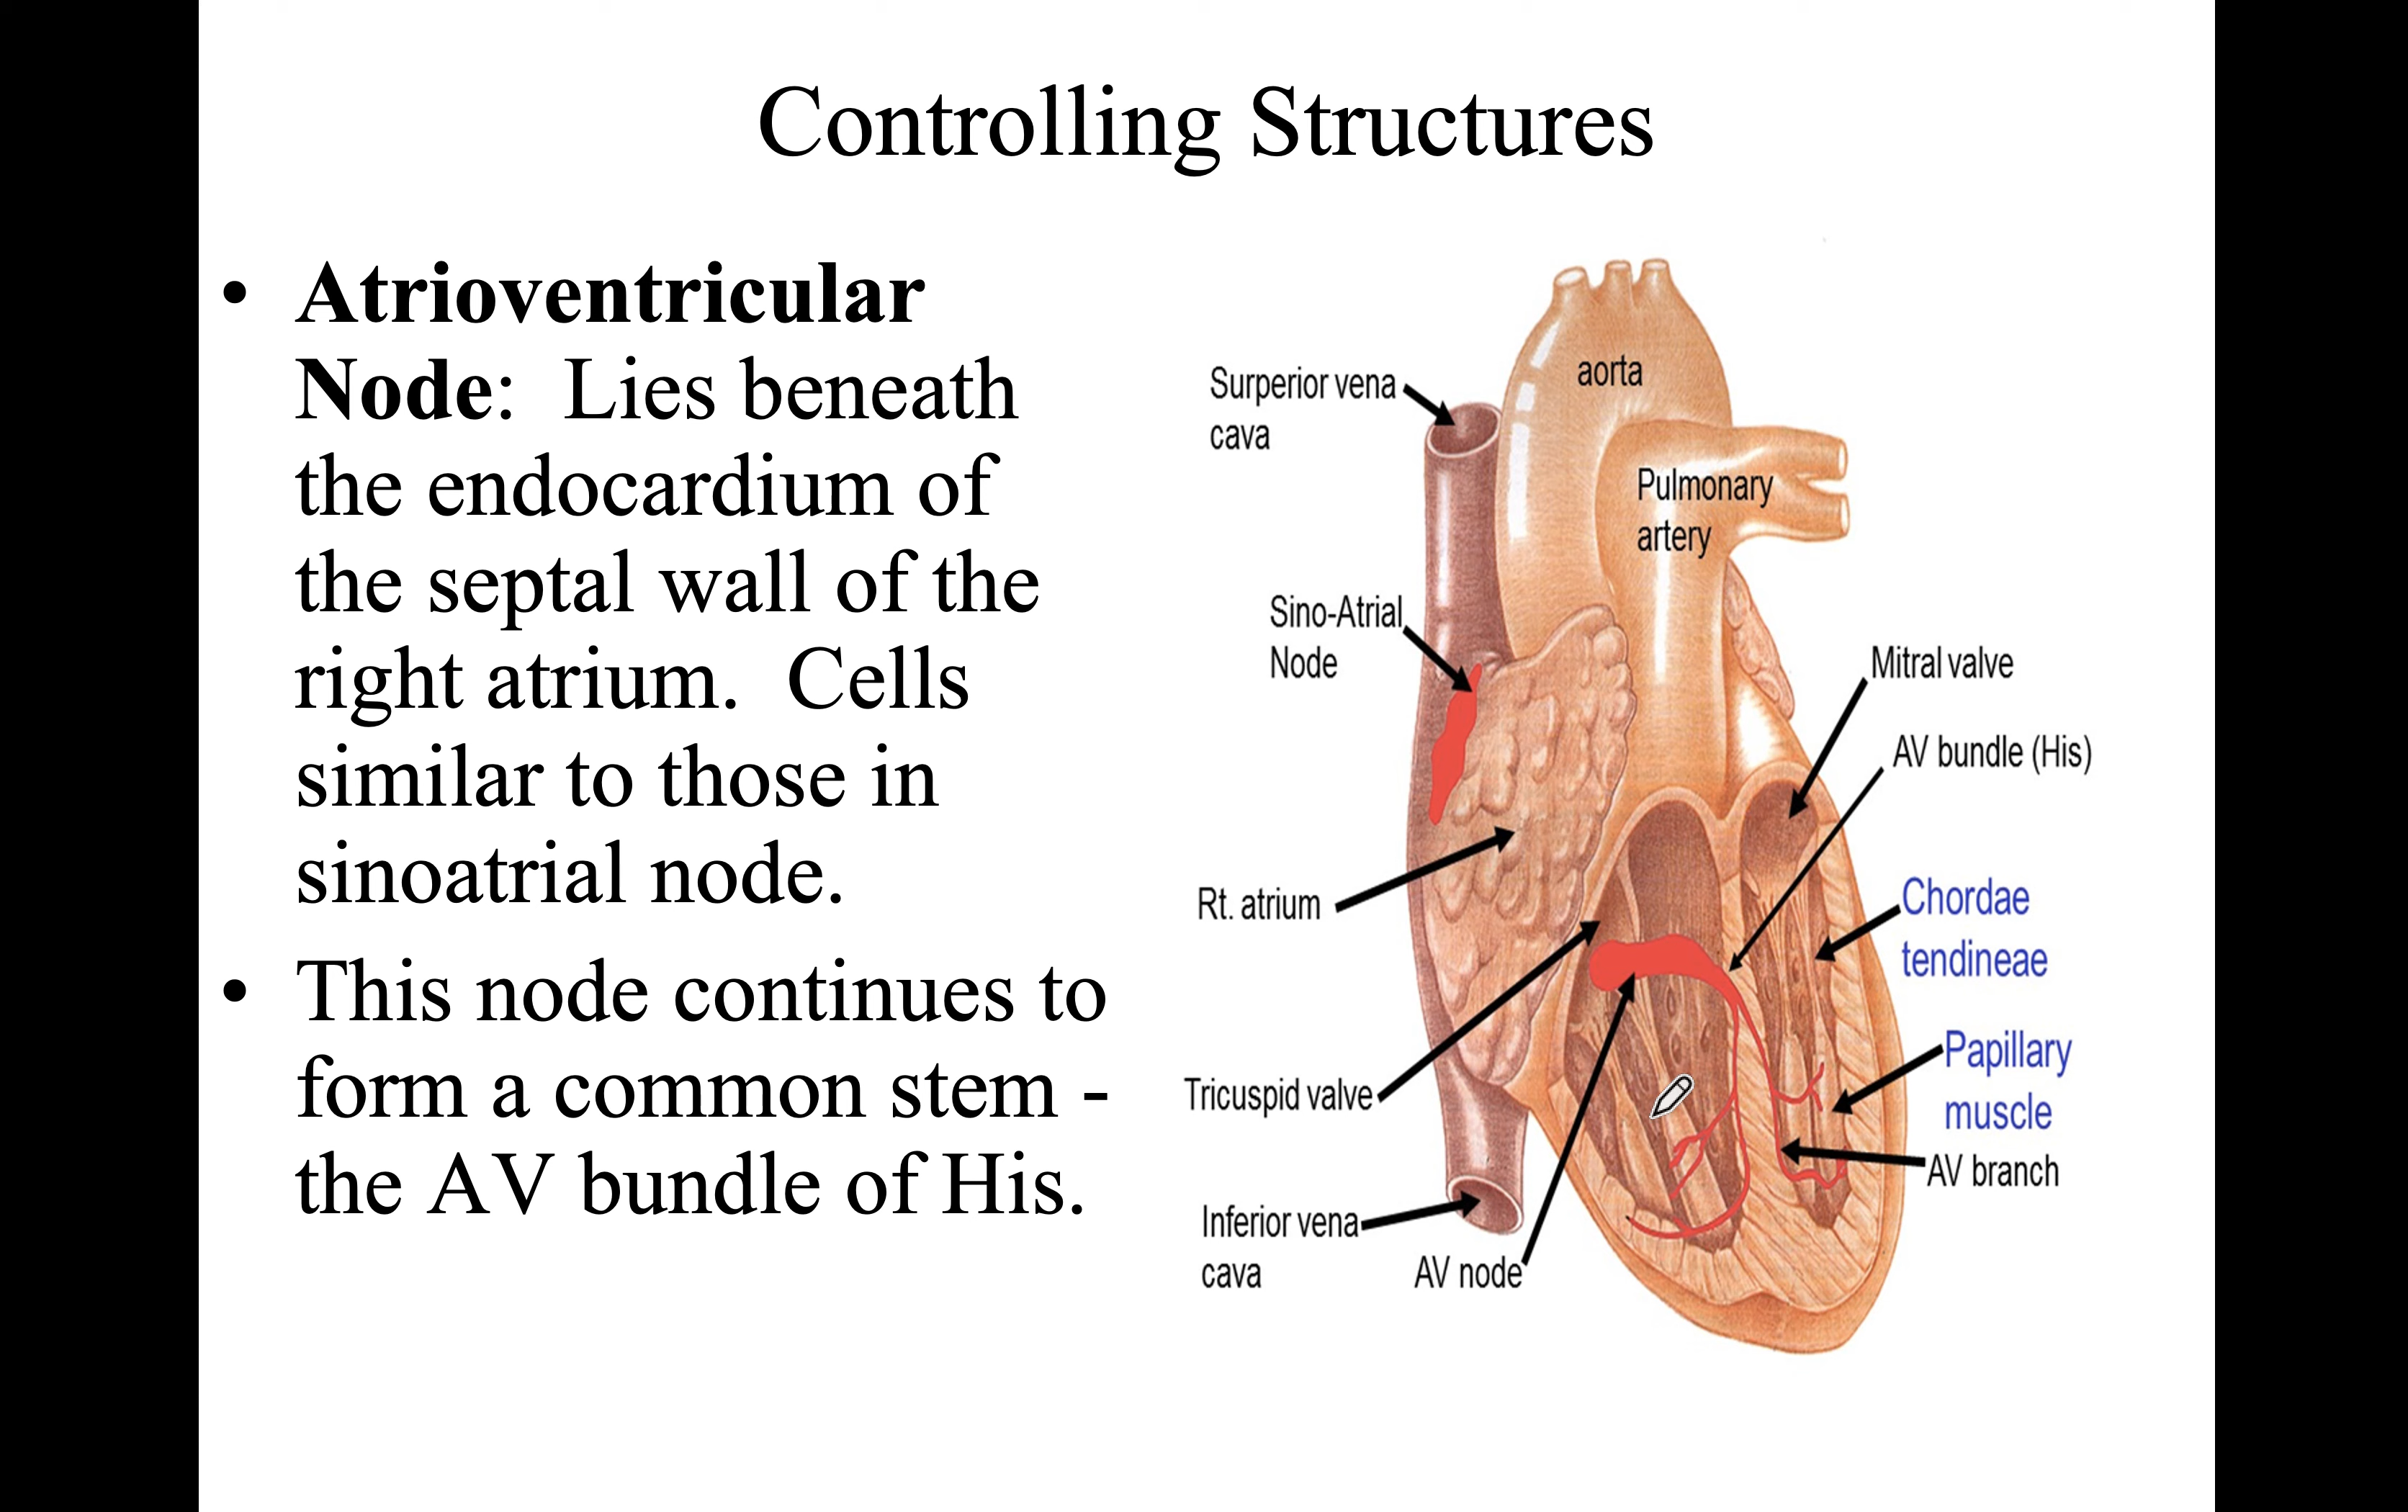 Controlling Structures
• Atrioventricular
Node:  Lies beneath
the endocardium of
the septal wall of the
right atrium.  Cells
similar to those in
sinoatrial node.
• This node continues to
form a common stem -
the AV bundle of His.
aorta
Surperior vena
cava
Pulmonary
artery
Sino-Atrial
Node
Mitral valve
AV bundle (His)
Rt. atrium
Chordae
tendineae
Tricuspid valve
Papillary
muscle
AV branch
Inferior vena
cava
AV node